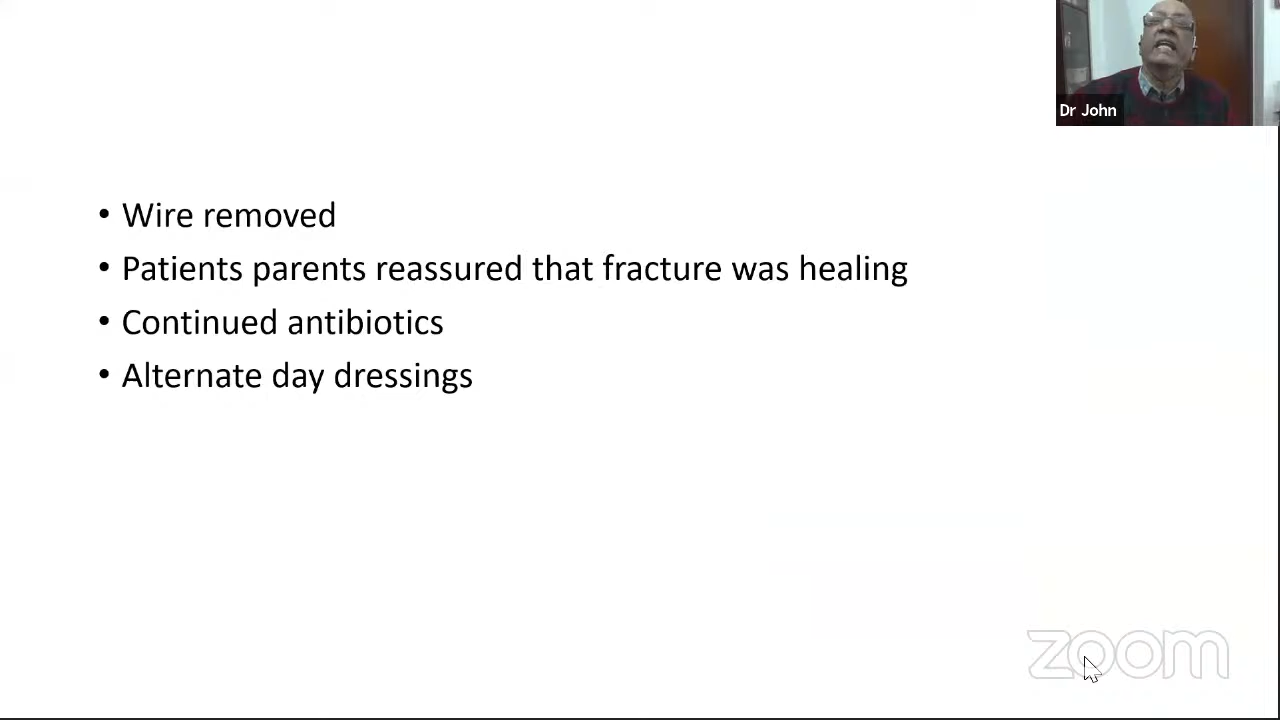 Dr John
• Wire removed
• Patients parents reassured that fracture was healing
• Continued antibiotics
• Alternate day dressings
zoom